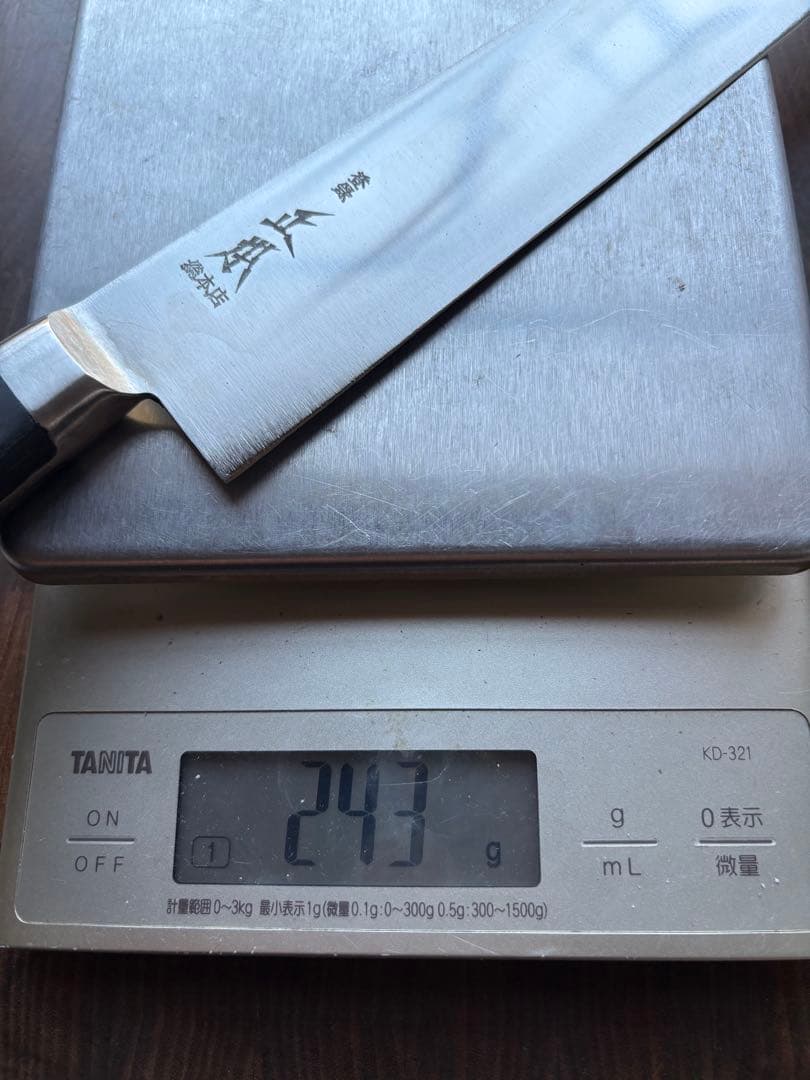 登録
正本
総本店
TANITA
KD-321
ON
OFF
1
243 g
g
mL
0表示
微量
計量範囲0〜3kg 最小表示1g(微量0.1g:0〜300g 0.5g:300〜1500g)